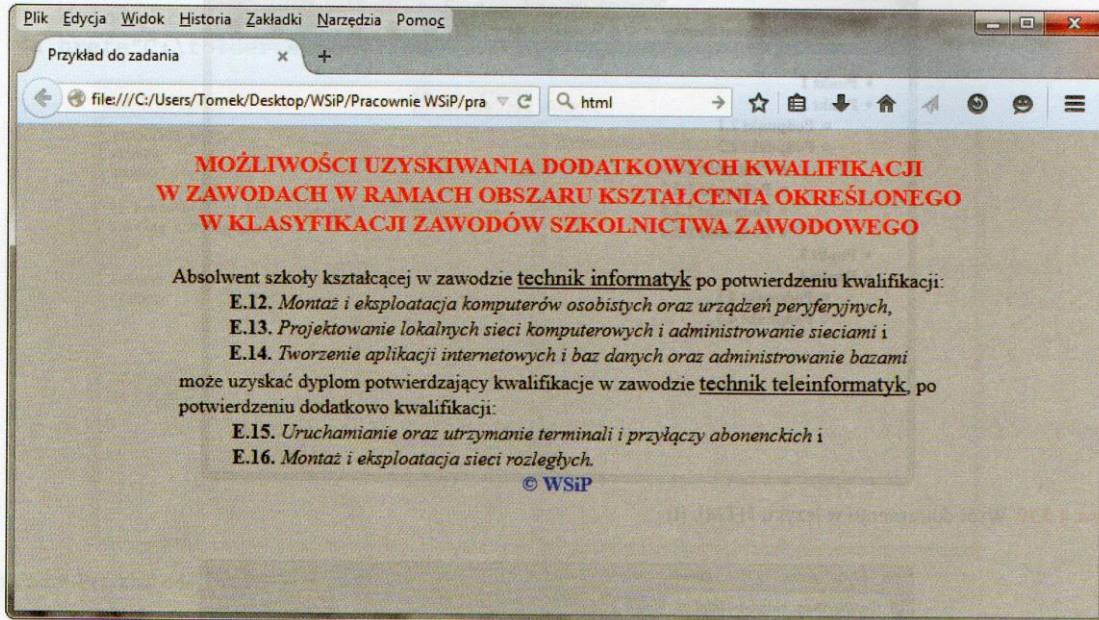 Plik Edycja Widok Historia Zakładki Narzędzia Pomoc
Przykład do zadania
file:///C:/Users/Tomek/Desktop/WSiP/Pracownie WSiP/pra
html
MOŻLIWOŚCI UZYSKIWANIA DODATKOWYCH KWALIFIKACJI
W ZAWODACH W RAMACH OBSZARU KSZTAŁCENIA OKREŚLONEGO
W KLASYFIKACJI ZAWODÓW SZKOLNICTWA ZAWODOWEGO
Absolwent szkoły kształcącej w zawodzie technik informatyk po potwierdzeniu kwalifikacji:
E.12. Montaż i eksploatacja komputerów osobistych oraz urządzeń peryferyjnych,
E.13. Projektowanie lokalnych sieci komputerowych i administrowanie sieciami i
E.14. Tworzenie aplikacji internetowych i baz danych oraz administrowanie bazami
może uzyskać dyplom potwierdzający kwalifikacje w zawodzie technik teleinformatyk, po
potwierdzeniu dodatkowo kwalifikacji:
E.15. Uruchamianie oraz utrzymanie terminali i przyłączy abonenckich i
E.16. Montaż i eksploatacja sieci rozległych.
© WSiP